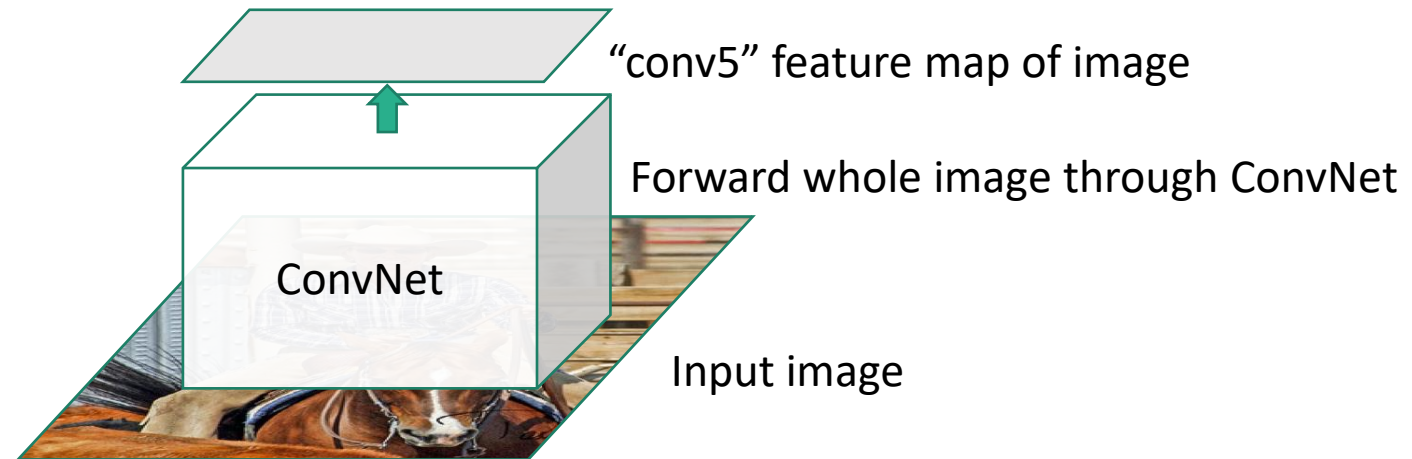 “conv5” feature map of image
Forward whole image through ConvNet
ConvNet
Input image